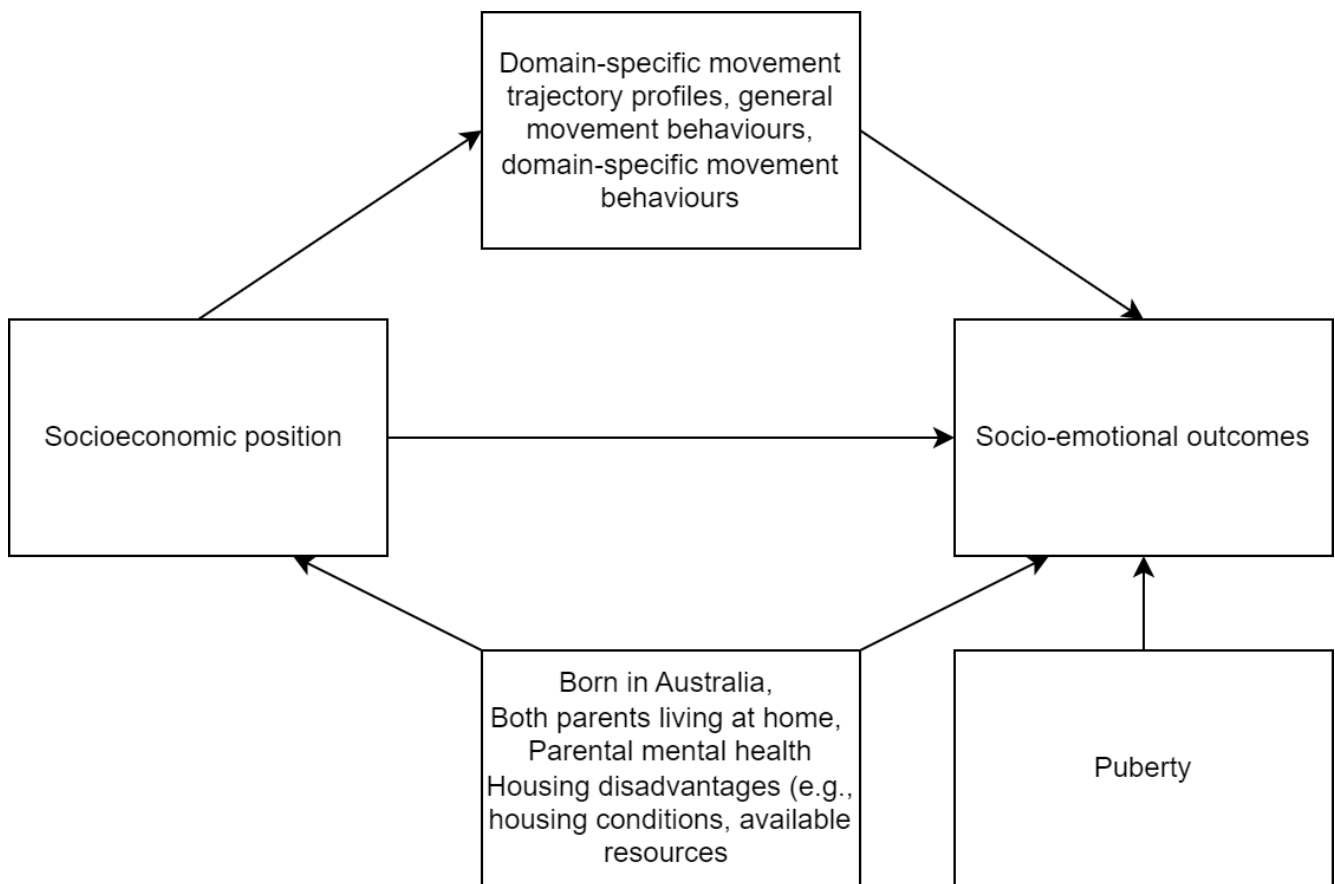 Domain-specific movement
trajectory profiles, general
movement behaviours,
domain-specific movement
behaviours
Socioeconomic position
Socio-emotional outcomes
Born in Australia,
Both parents living at home,
Parental mental health
Housing disadvantages (e.g.,
housing conditions, available
resources
Puberty